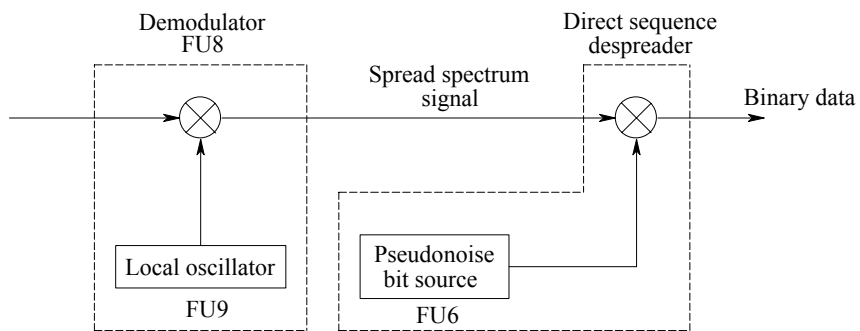 Demodulator
FU8
Direct sequence
despreader
Spread spectrum
signal
Binary data
Local oscillator
FU9
Pseudonoise
bit source
FU6